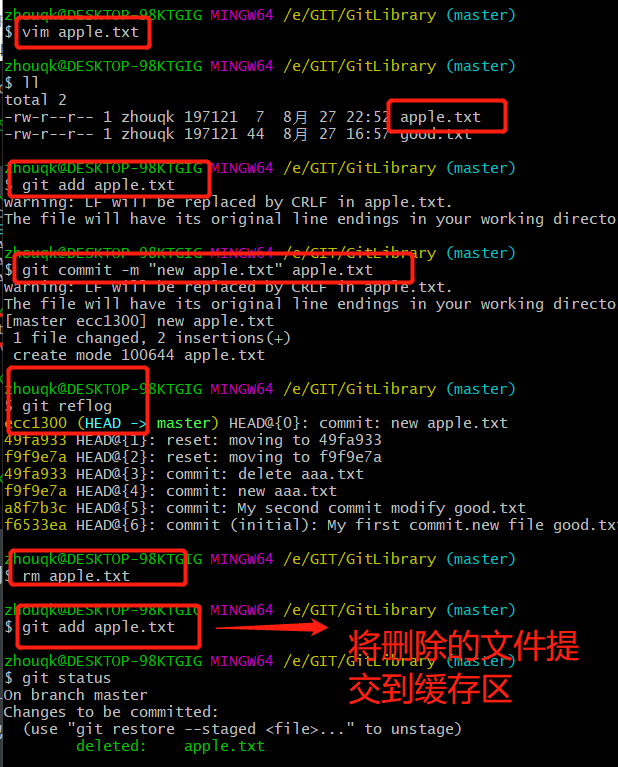 zhouqk@DESKTOP-98KTGIG MINGW64 /e/GIT/GitLibrary (master)
$ vim apple.txt
zhouqk@DESKTOP-98KTGIG MINGW64 /e/GIT/GitLibrary (master)
$ ll
total 2
-rw-r--r-- 1 zhouqk 197121 7 8月 27 22:52 apple.txt
-rw-r--r-- 1 zhouqk 197121 44 8月 27 16:57 good.txt
zhouqk@DESKTOP-98KTGIG MINGW64 /e/GIT/GitLibrary (master)
$ git add apple.txt
warning: LF will be replaced by CRLF in apple.txt.
The file will have its original line endings in your working directo
zhouqk@DESKTOP-98KTGIG MINGW64 /e/GIT/GitLibrary (master)
$ git commit -m "new apple.txt" apple.txt
warning: LF will be replaced by CRLF in apple.txt.
The file will have its original line endings in your working directo
[master ecc1300] new apple.txt
1 file changed, 2 insertions(+)
create mode 100644 apple.txt
zhouqk@DESKTOP-98KTGIG MINGW64 /e/GIT/GitLibrary (master)
$ git reflog
ecc1300 (HEAD -> master) HEAD@{0}: commit: new apple.txt
49fa933 HEAD@{1}: reset: moving to 49fa933
f9f9e7a HEAD@{2}: reset: moving to f9f9e7a
49fa933 HEAD@{3}: commit: delete aaa.txt
f9f9e7a HEAD@{4}: commit: new aaa.txt
a8f7b3c HEAD@{5}: commit: My second commit modify good.txt
f6533ea HEAD@{6}: commit (initial): My first commit.new file good.tx
zhouqk@DESKTOP-98KTGIG MINGW64 /e/GIT/GitLibrary (master)
$ rm apple.txt
zhouqk@DESKTOP-98KTGIG MINGW64 /e/GIT/GitLibrary (master)
$ git add apple.txt
将删除的文件提
交到缓存区
zhouqk@DESKTOP-98KTGIG MINGW64 /e/GIT/GitLibrary (master)
$ git status
On branch master
Changes to be committed:
(use "git restore --staged <file>..." to unstage)
deleted: apple.txt